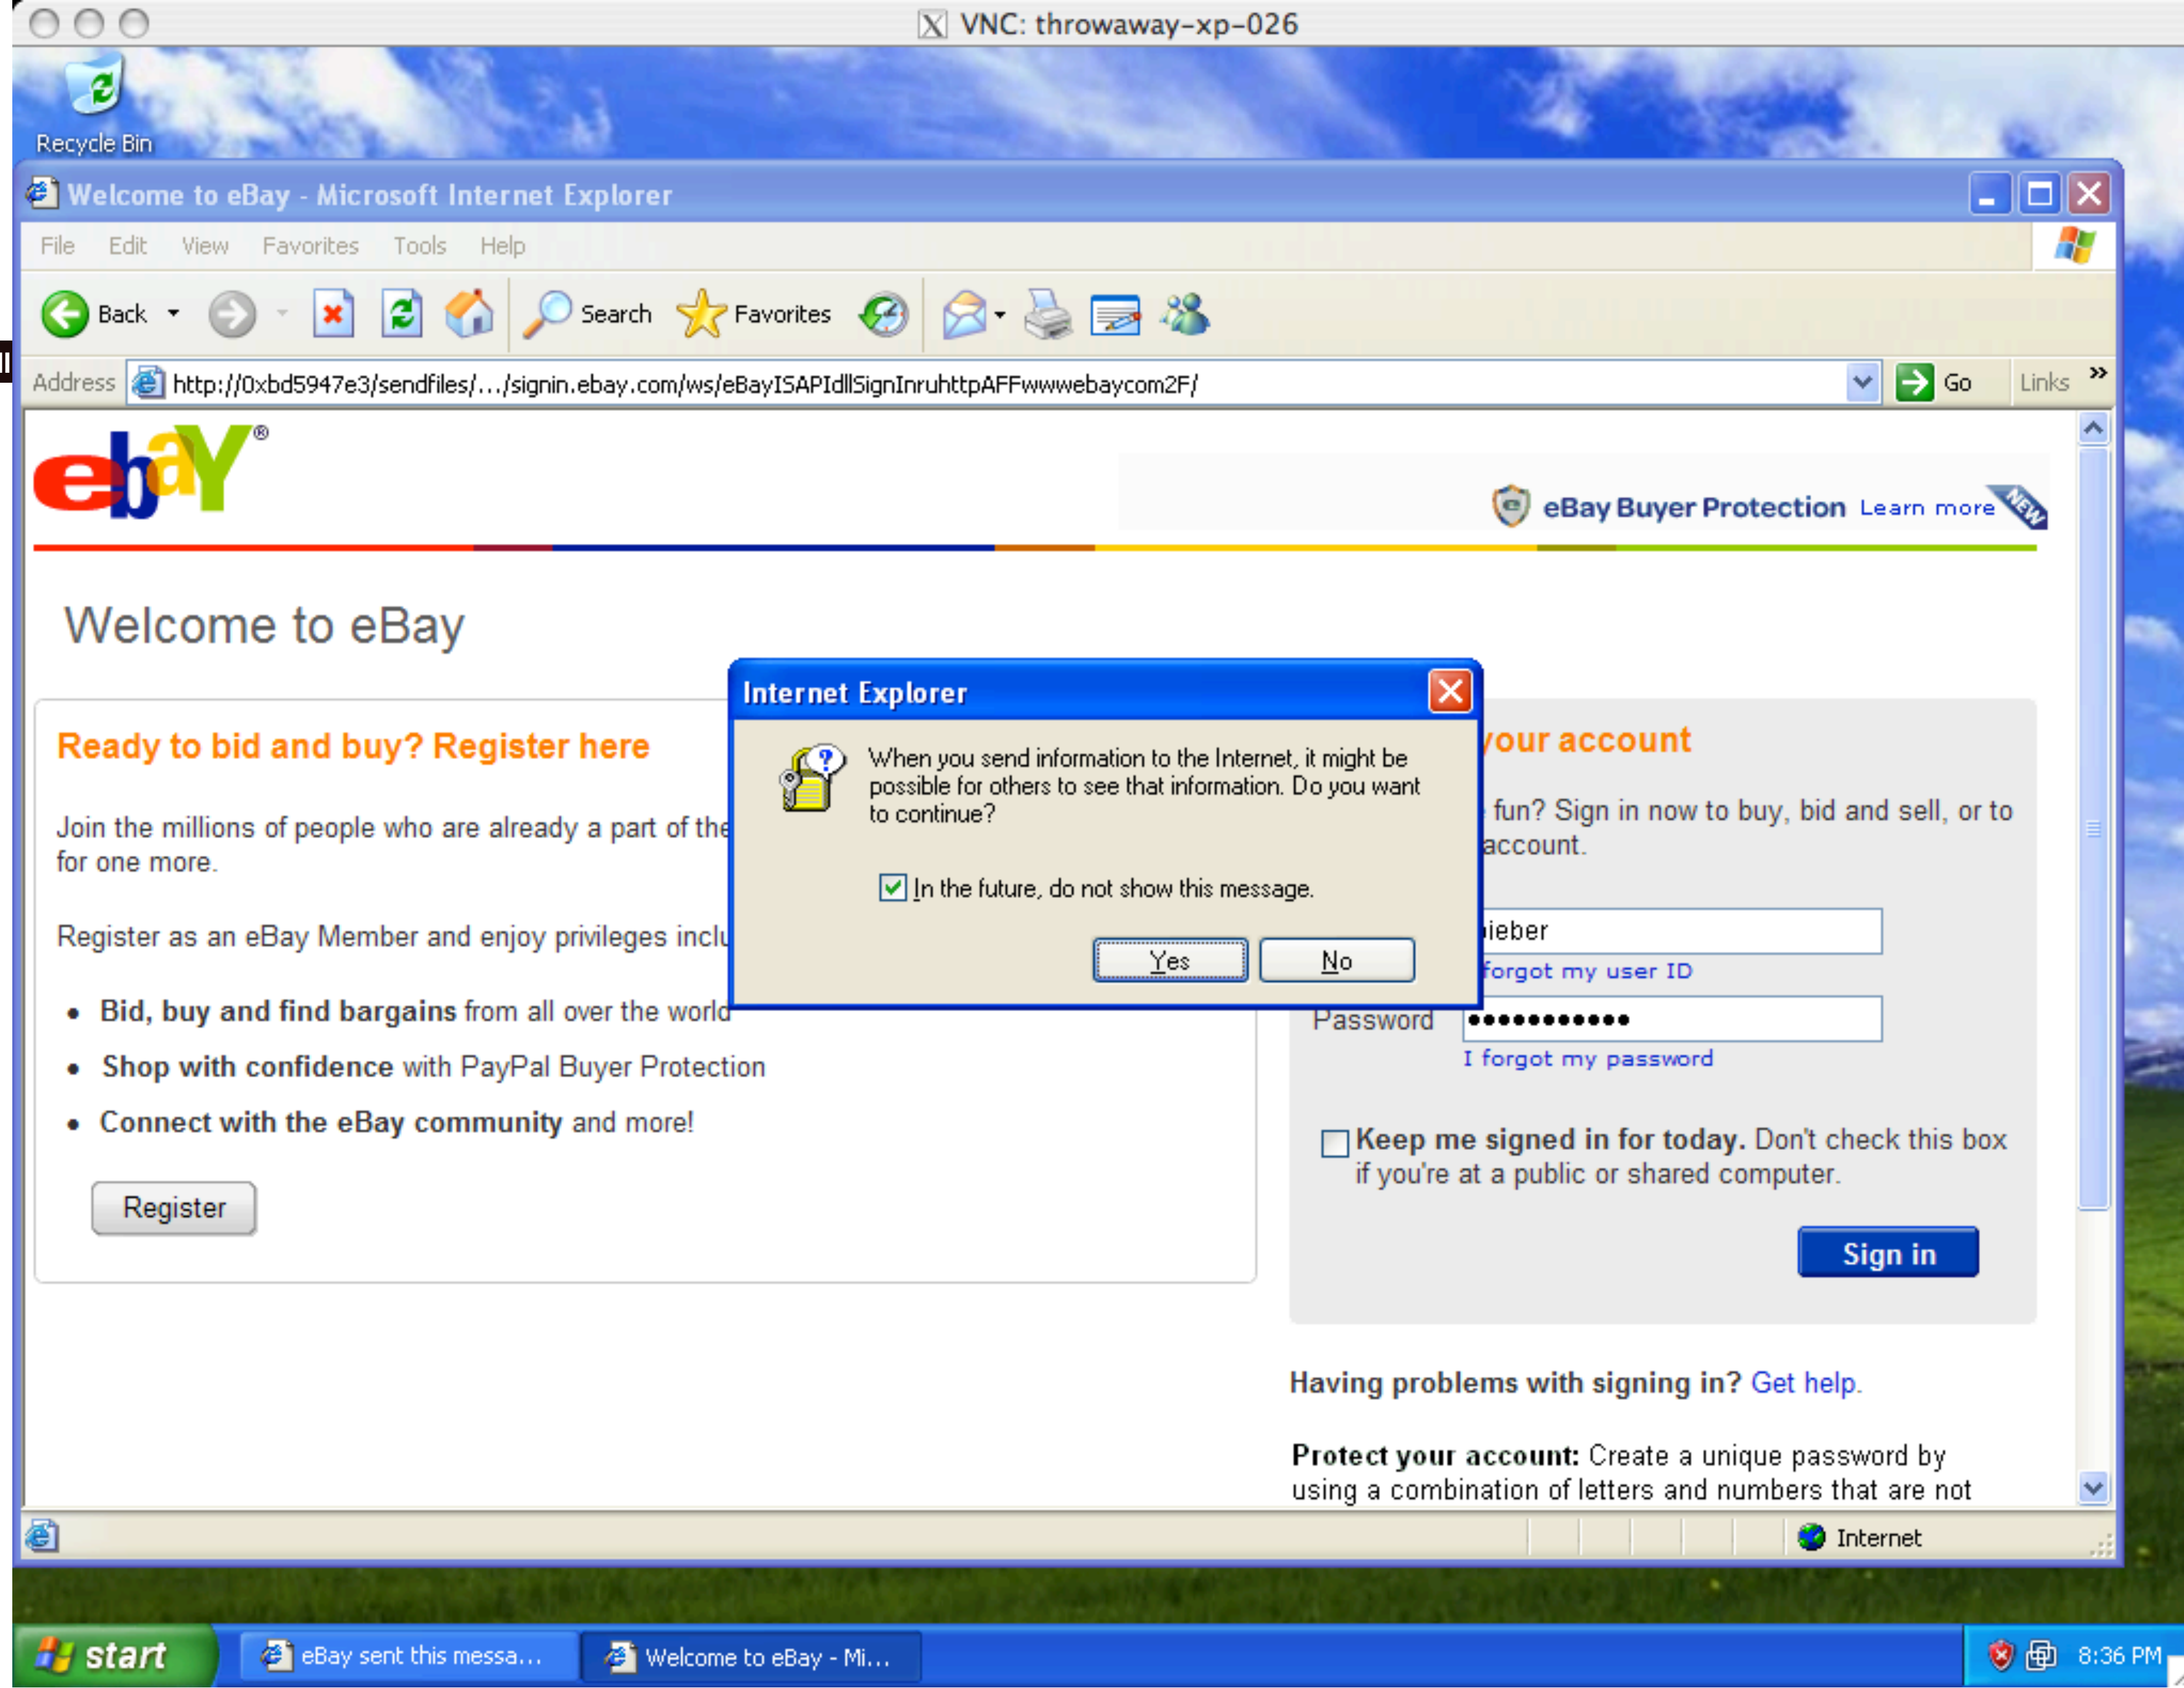 VNC: throwaway-xp-026
Recycle Bin
Welcome to eBay - Microsoft Internet Explorer
File Edit View Favorites Tools Help
Back Search Favorites
Address http://0xbd5947e3/sendfiles/.../signin.ebay.com/ws/eBayISAPIdllSignInruhttpAFFwwwebaycom2F/ Go Links »
ebaY®
eBay Buyer Protection Learn more NEW
Welcome to eBay
Ready to bid and buy? Register here
Join the millions of people who are already a part of the
for one more.
Register as an eBay Member and enjoy privileges inclu
• Bid, buy and find bargains from all over the world
• Shop with confidence with PayPal Buyer Protection
• Connect with the eBay community and more!
Register
Internet Explorer
When you send information to the Internet, it might be
possible for others to see that information. Do you want
to continue?
In the future, do not show this message.
Yes No
your account
fun? Sign in now to buy, bid and sell, or to
account.
ieber
forgot my user ID
Password •••••••••••
I forgot my password
Keep me signed in for today. Don't check this box
if you're at a public or shared computer.
Sign in
Having problems with signing in? Get help.
Protect your account: Create a unique password by
using a combination of letters and numbers that are not
Internet
start eBay sent this messa... Welcome to eBay - Mi... 8:36 PM